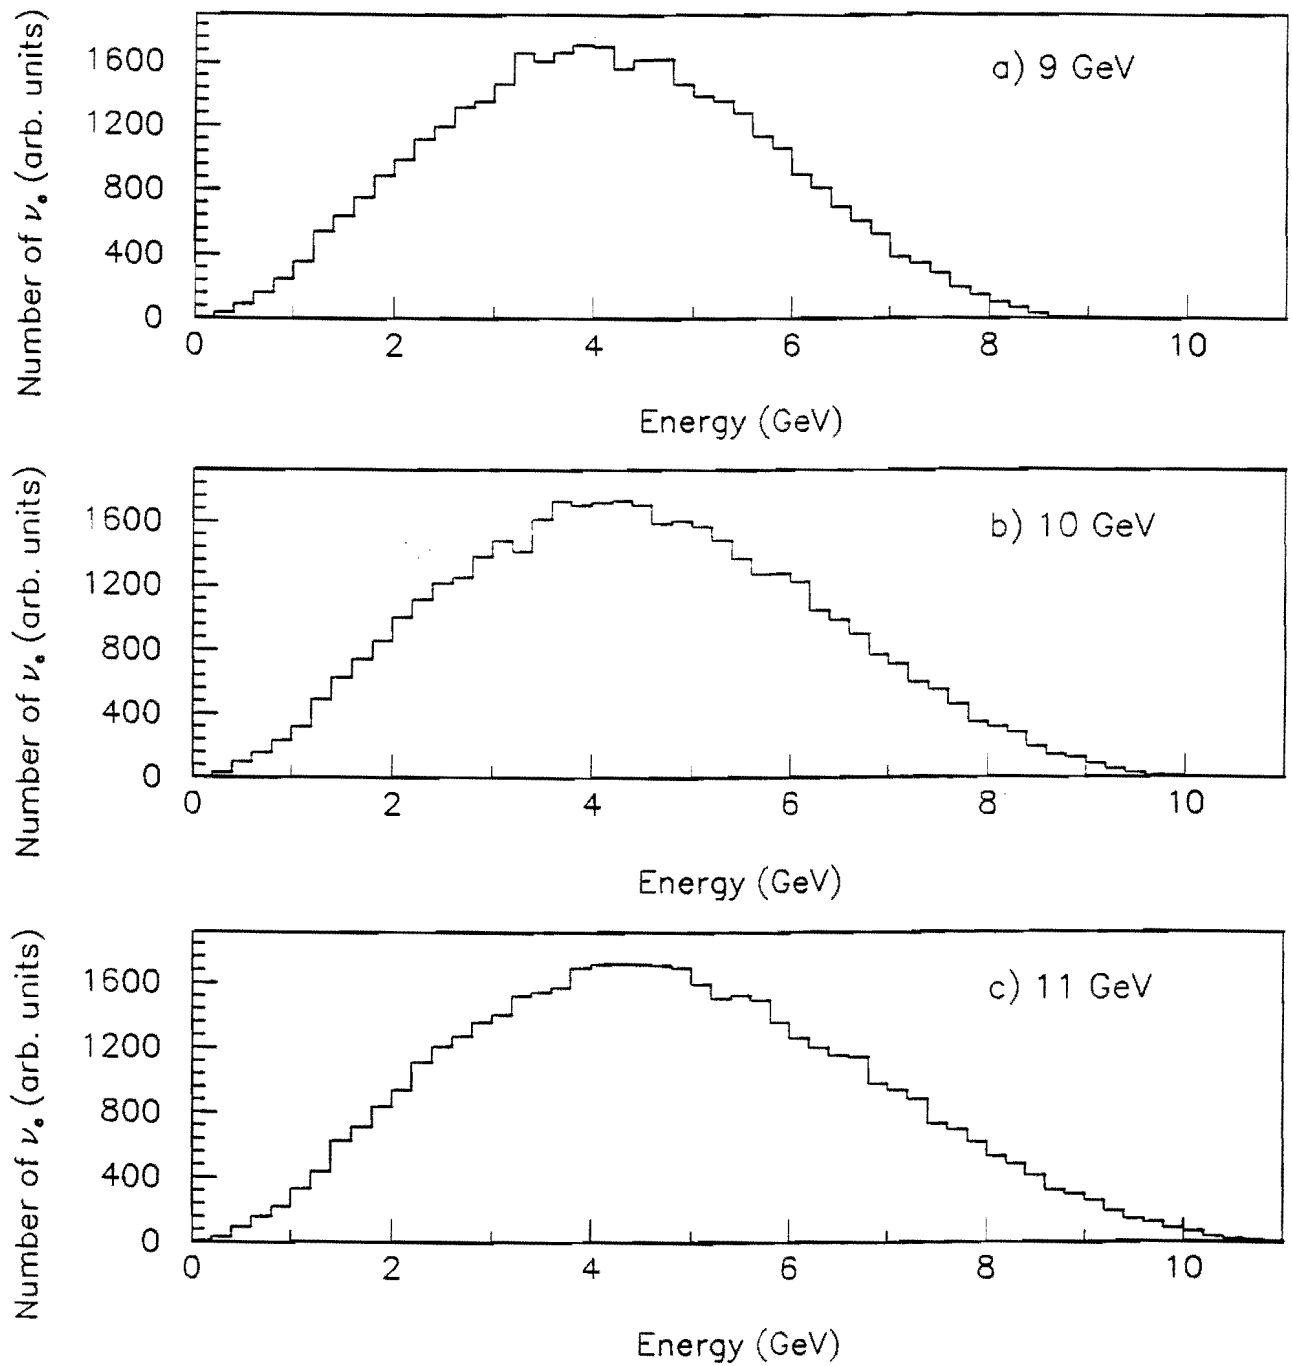 Number of νₑ (arb. units)
1600
1200
800
400
0
a) 9 GeV
0 2 4 6 8 10
Energy (GeV)
Number of νₑ (arb. units)
1600
1200
800
400
0
b) 10 GeV
0 2 4 6 8 10
Energy (GeV)
Number of νₑ (arb. units)
1600
1200
800
400
0
c) 11 GeV
0 2 4 6 8 10
Energy (GeV)